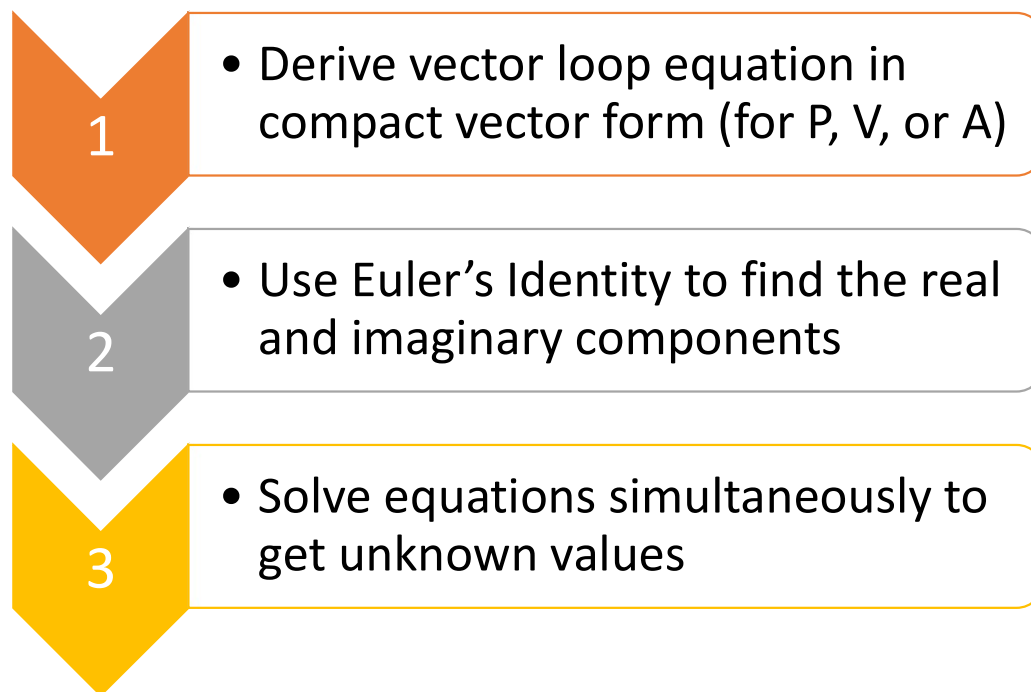 1
• Derive vector loop equation in
compact vector form (for P, V, or A)
2
• Use Euler’s Identity to find the real
and imaginary components
3
• Solve equations simultaneously to
get unknown values